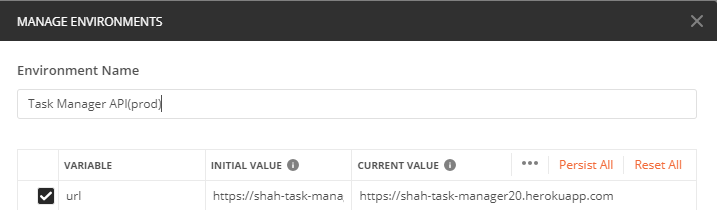 MANAGE ENVIRONMENTS
Environment Name
Task Manager API(prod)
VARIABLE INITIAL VALUE CURRENT VALUE ••• Persist All Reset All
url https://shah-task-mana https://shah-task-manager20.herokuapp.com